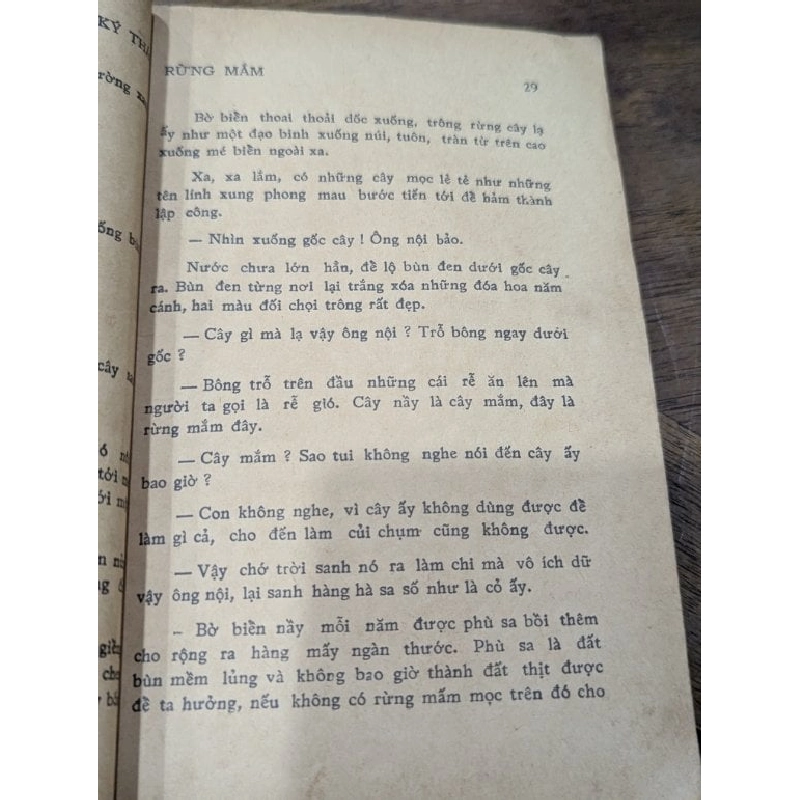 KÝ
RỪNG MẮM
29
Bờ biển thoai thoải dốc xuống, trông rừng cây lạ
ấy như một đạo binh xuống núi, tuôn, tràn từ trên cao
xuống mé biển ngoài xa.
Xa, xa lắm, có những cây mọc lẻ tẻ như những
tên lính xung phong mau bước tiến tới để bảm thành
lập công.
— Nhìn xuống gốc cây ! Ông nội bảo.
Nước chưa lớn hẳn, để lộ bùn đen dưới gốc cây
ra. Bùn đen từng nơi lại trắng xóa những đóa hoa năm
cánh, hai màu đối chọi trông rất đẹp.
— Cây gì mà lạ vậy ông nội ? Trỗ bông ngay dưới
gốc ?
— Bông trỗ trên đầu những cái rễ ăn lên mà
người ta gọi là rễ gió. Cây nầy là cây mắm, đây là
rừng mắm đây.
— Cây mắm ? Sao tui không nghe nói đến cây ấy
bao giờ ?
— Con không nghe, vì cây ấy không dùng được để
làm gì cả, cho đến làm củi chụm cũng không được.
— Vậy chớ trời sanh nó ra làm chi mà vô ích dữ
vậy ông nội, lại sanh hàng hà sa số như là cỏ ấy.
– Bờ biển nầy mỗi năm được phù sa bồi thêm
cho rộng ra hàng mấy ngàn thước. Phù sa là đất
bùn mềm lủng và không bao giờ thành đất thịt được
để ta hưởng, nếu không có rừng mắm mọc trên đó cho